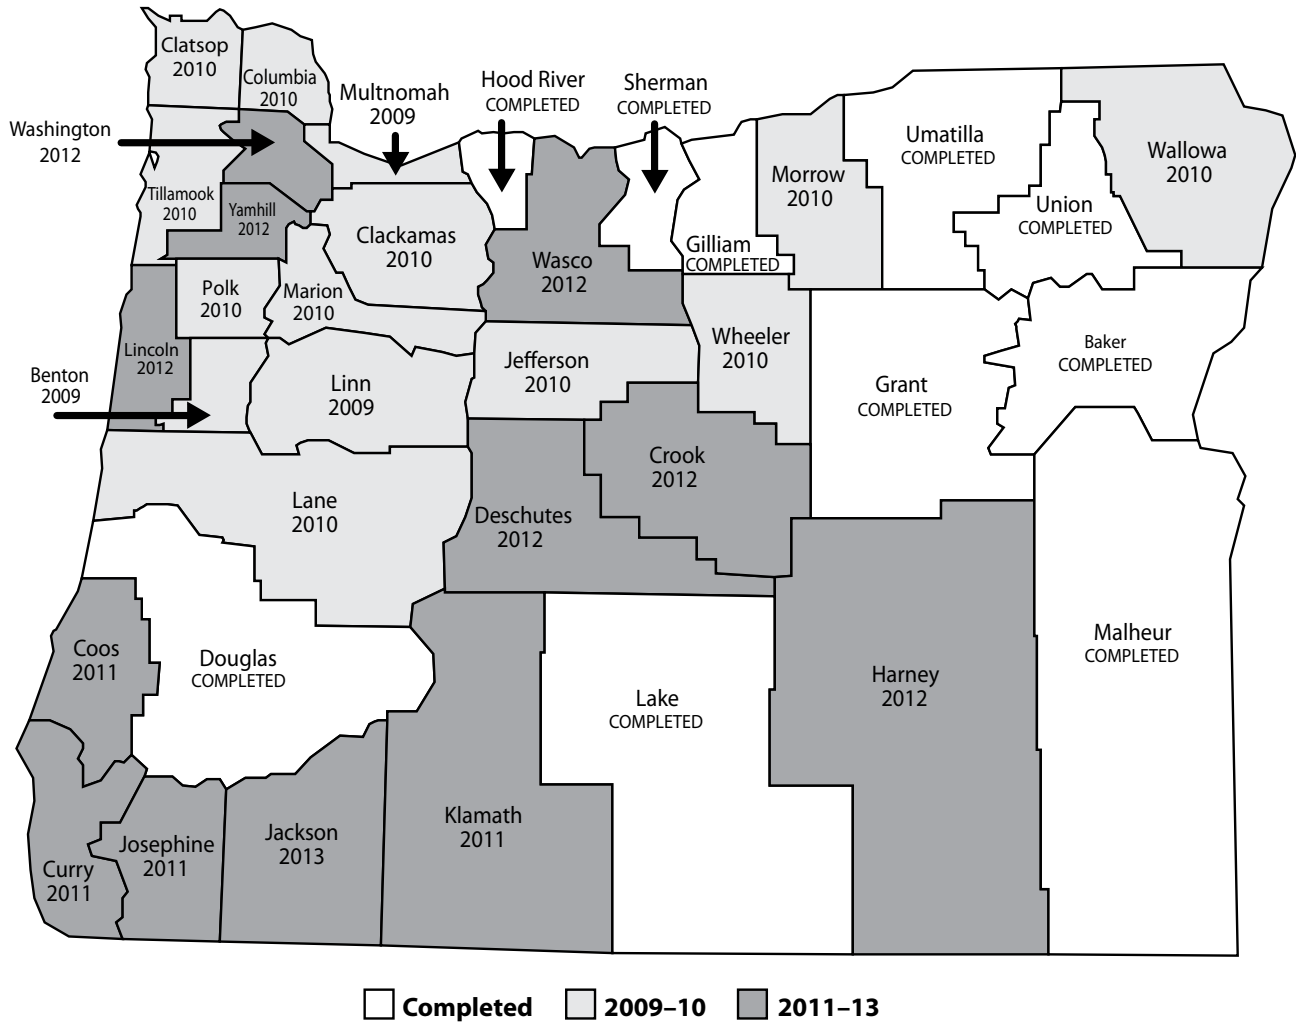 Clatsop
2010
Columbia
2010
Multnomah
2009
Hood River
COMPLETED
Sherman
COMPLETED
Washington
2012
Umatilla
COMPLETED
Wallowa
2010
Morrow
2010
Tillamook
2010
Yamhill
2012
Union
COMPLETED
Clackamas
2010
Gilliam
COMPLETED
Wasco
2012
Polk
2010
Marion
2010
Wheeler
2010
Lincoln
2012
Jefferson
2010
Baker
COMPLETED
Benton
2009
Linn
2009
Grant
COMPLETED
Crook
2012
Lane
2010
Deschutes
2012
Coos
2011
Douglas
COMPLETED
Malheur
COMPLETED
Harney
2012
Lake
COMPLETED
Klamath
2011
Jackson
2013
Josephine
2011
Curry
2011
Completed
2009–10
2011–13